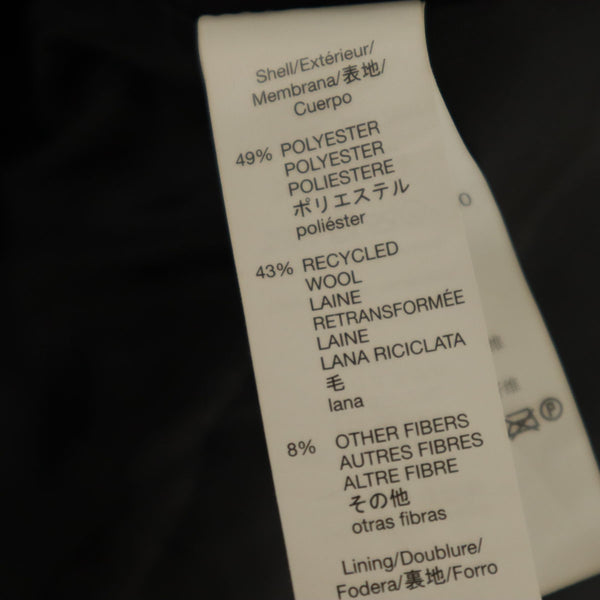 Shell/Extérieur/
Membrana/表地/
Cuerpo
49% POLYESTER
POLYESTER
POLIESTERE
ポリエステル
poliéster
43% RECYCLED
WOOL
LAINE
RETRANSFORMÉE
LAINE
LANA RICICLATA
毛
lana
8% OTHER FIBERS
AUTRES FIBRES
ALTRE FIBRE
その他
otras fibras
Lining/Doublure/
Fodera/裏地/Forro
P